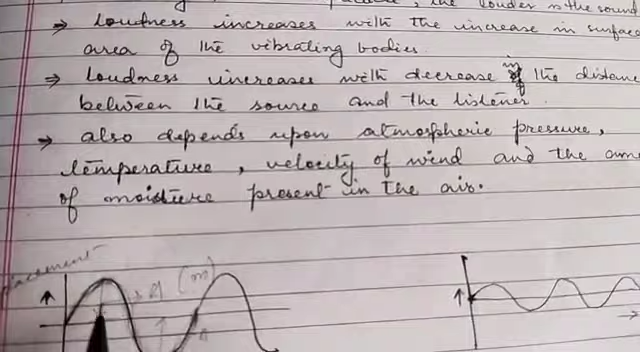 the louder is the sound
⇒ loudness increases with the increase in surface
area of the vibrating bodies.
⇒ loudness increases with decrease in the distance
between the source and the listener.
⇒ also depends upon atmospheric pressure,
temperature, velocity of wind and the
of moisture present in the air.
(m)